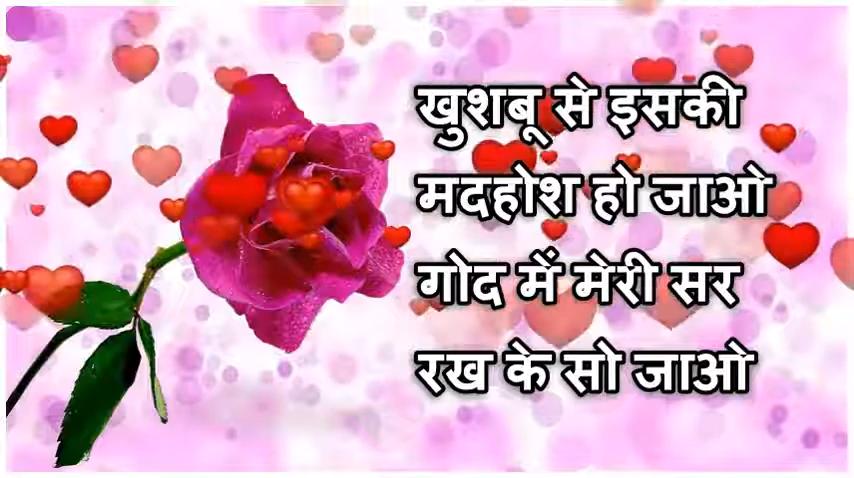 खुशबू से इसकी
मदहोश हो जाओ
गोद में मेरी सर
रख के सो जाओ